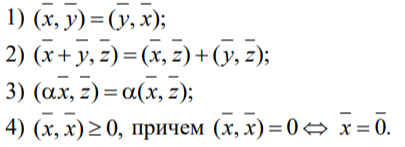 1) (x̄, ȳ) = (ȳ, x̄);
2) (x̄ + ȳ, z̄) = (x̄, z̄) + (ȳ, z̄);
3) (αx̄, z̄) = α(x̄, z̄);
4) (x̄, x̄) ≥ 0, причем (x̄, x̄) = 0 ⇔ x̄ = 0̄.